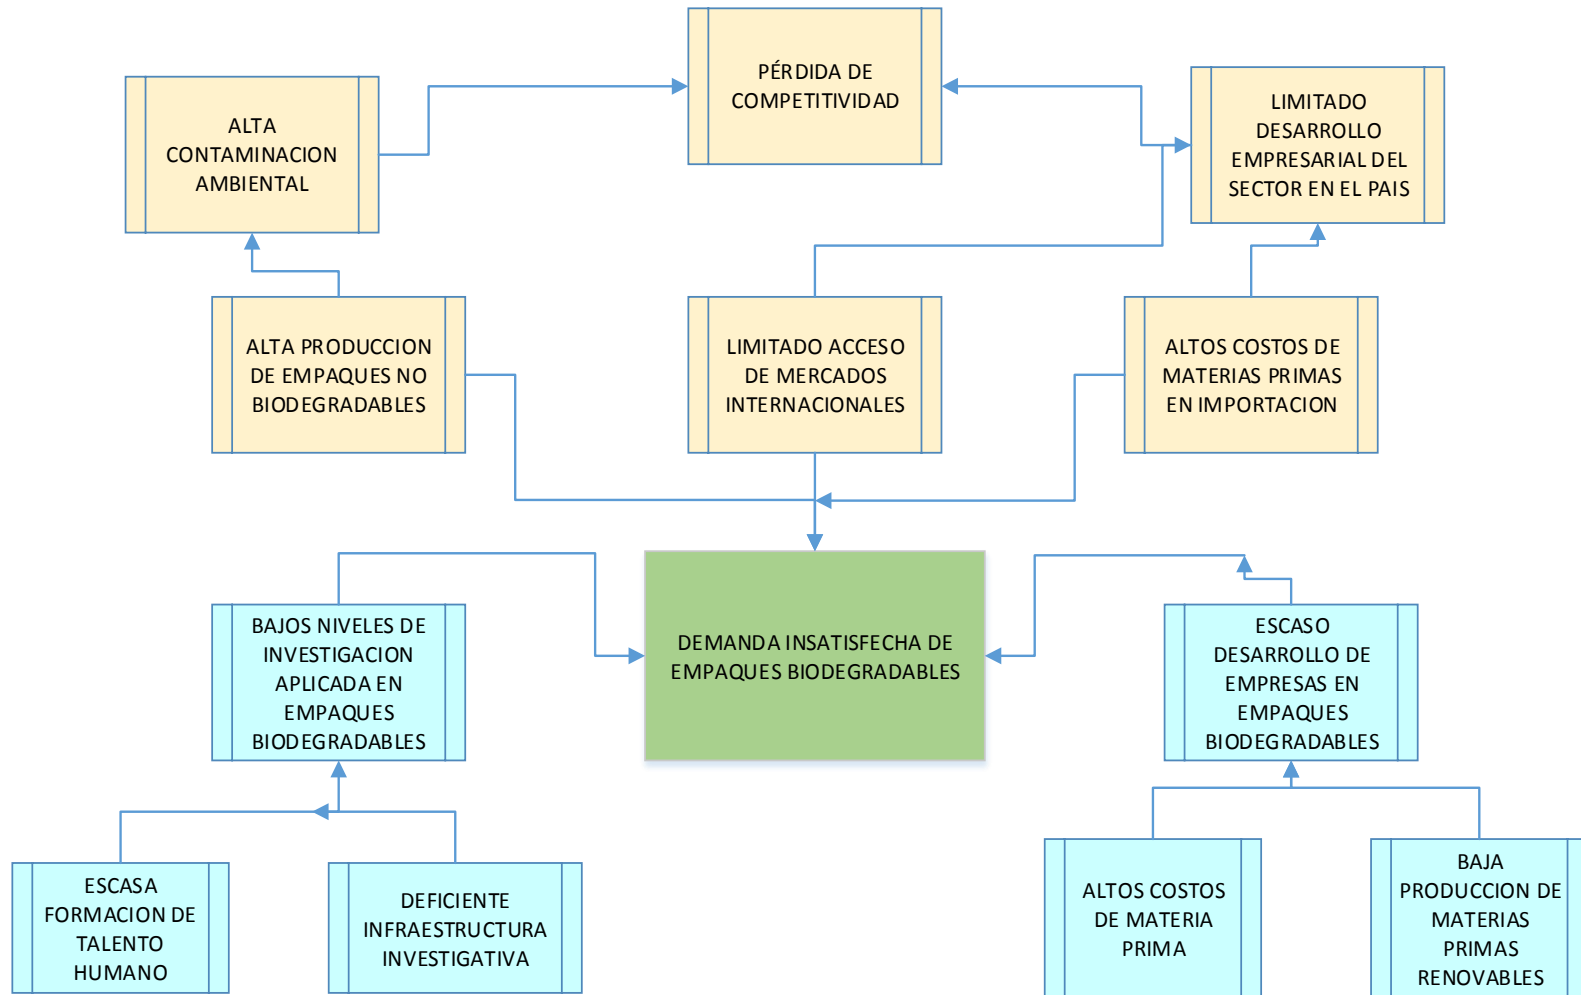 PÉRDIDA DE
COMPETITIVIDAD
ALTA
CONTAMINACION
AMBIENTAL
LIMITADO
DESARROLLO
EMPRESARIAL DEL
SECTOR EN EL PAIS
ALTA PRODUCCION
DE EMPAQUES NO
BIODEGRADABLES
LIMITADO ACCESO
DE MERCADOS
INTERNACIONALES
ALTOS COSTOS DE
MATERIAS PRIMAS
EN IMPORTACION
BAJOS NIVELES DE
INVESTIGACION
APLICADA EN
EMPAQUES
BIODEGRADABLES
DEMANDA INSATISFECHA DE
EMPAQUES BIODEGRADABLES
ESCASO
DESARROLLO DE
EMPRESAS EN
EMPAQUES
BIODEGRADABLES
ESCASA
FORMACION DE
TALENTO
HUMANO
DEFICIENTE
INFRAESTRUCTURA
INVESTIGATIVA
ALTOS COSTOS
DE MATERIA
PRIMA
BAJA
PRODUCCION DE
MATERIAS
PRIMAS
RENOVABLES